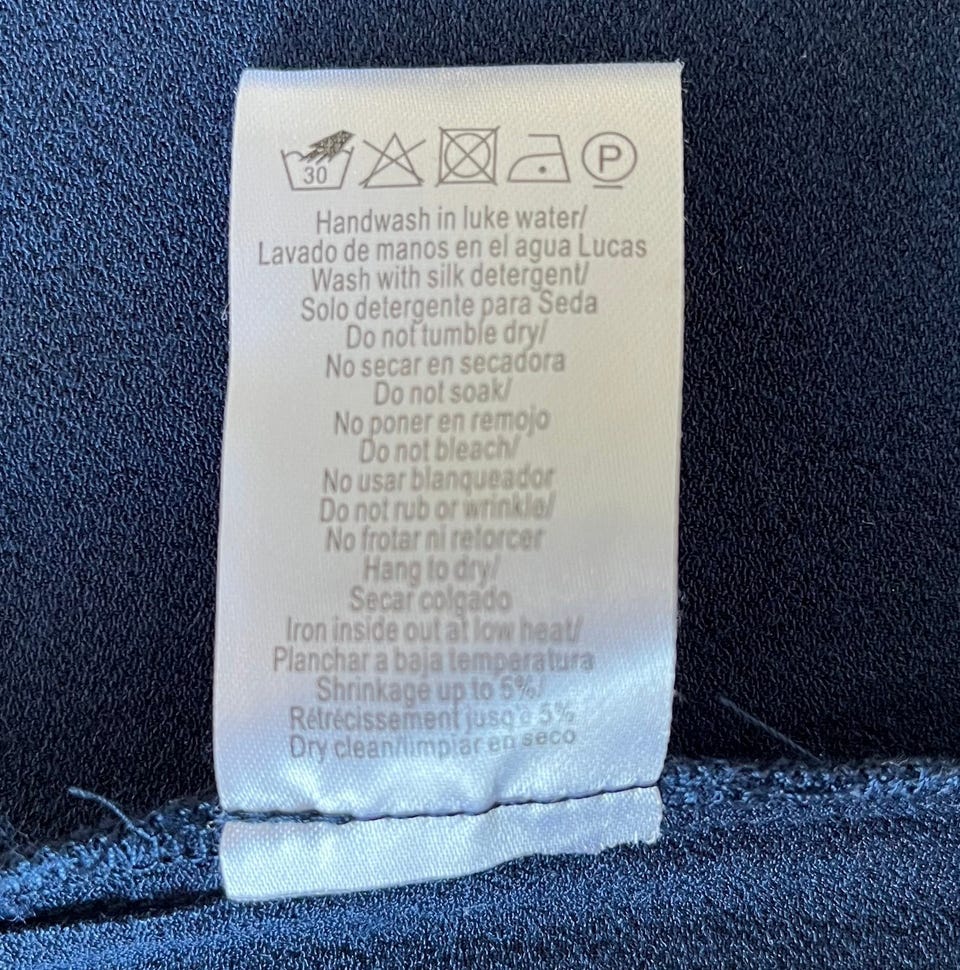 30 P
Handwash in luke water/
Lavado de manos en el agua Lucas
Wash with silk detergent/
Solo detergente para Seda
Do not tumble dry/
No secar en secadora
Do not soak/
No poner en remojo
Do not bleach/
No usar blanqueador
Do not rub or wrinkle/
No frotar ni retorcer
Hang to dry/
Secar colgado
Iron inside out at low heat/
Planchar a baja temperatura
Shrinkage up to 5%/
Rétrécissement jusq'e 5%
Dry clean/limpiar en seco